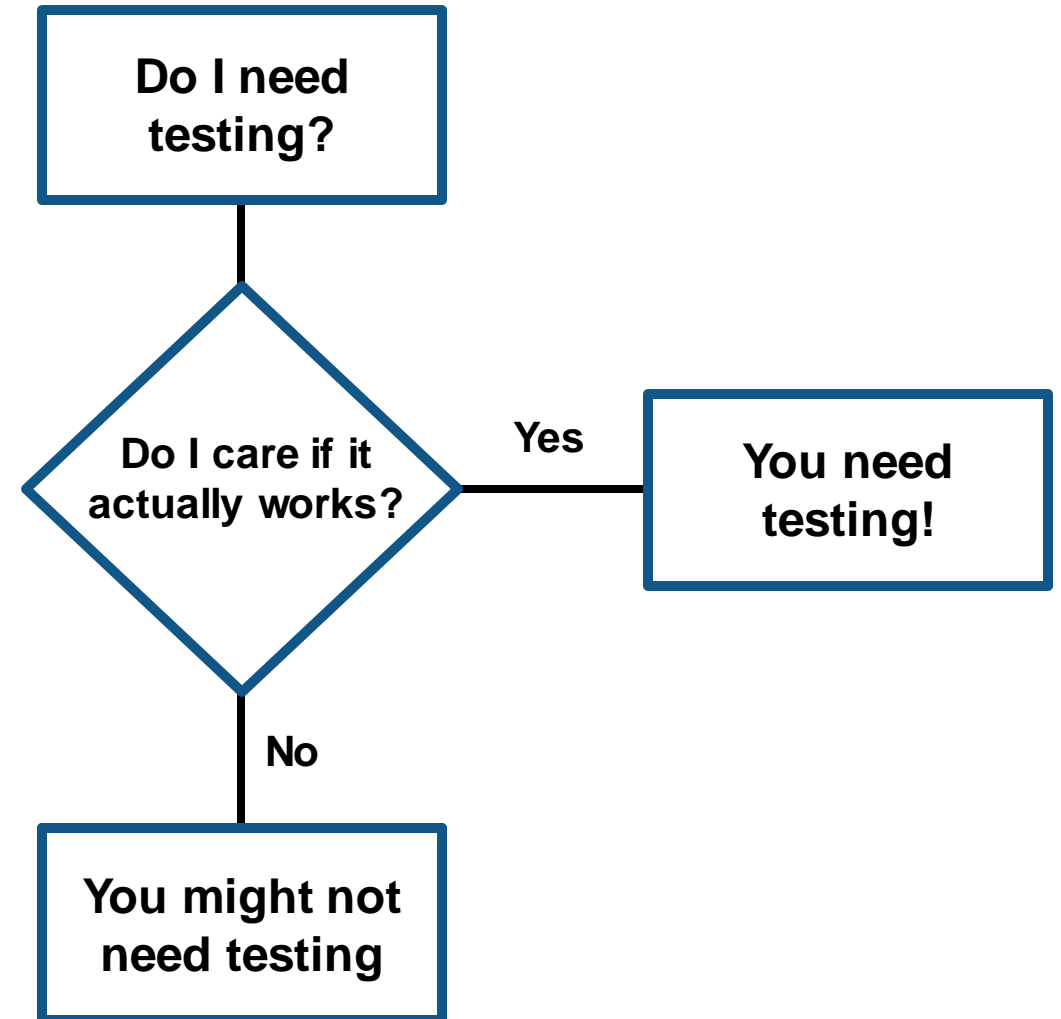 Do I need
testing?
Do I care if it
actually works?
Yes
You need
testing!
No
You might not
need testing